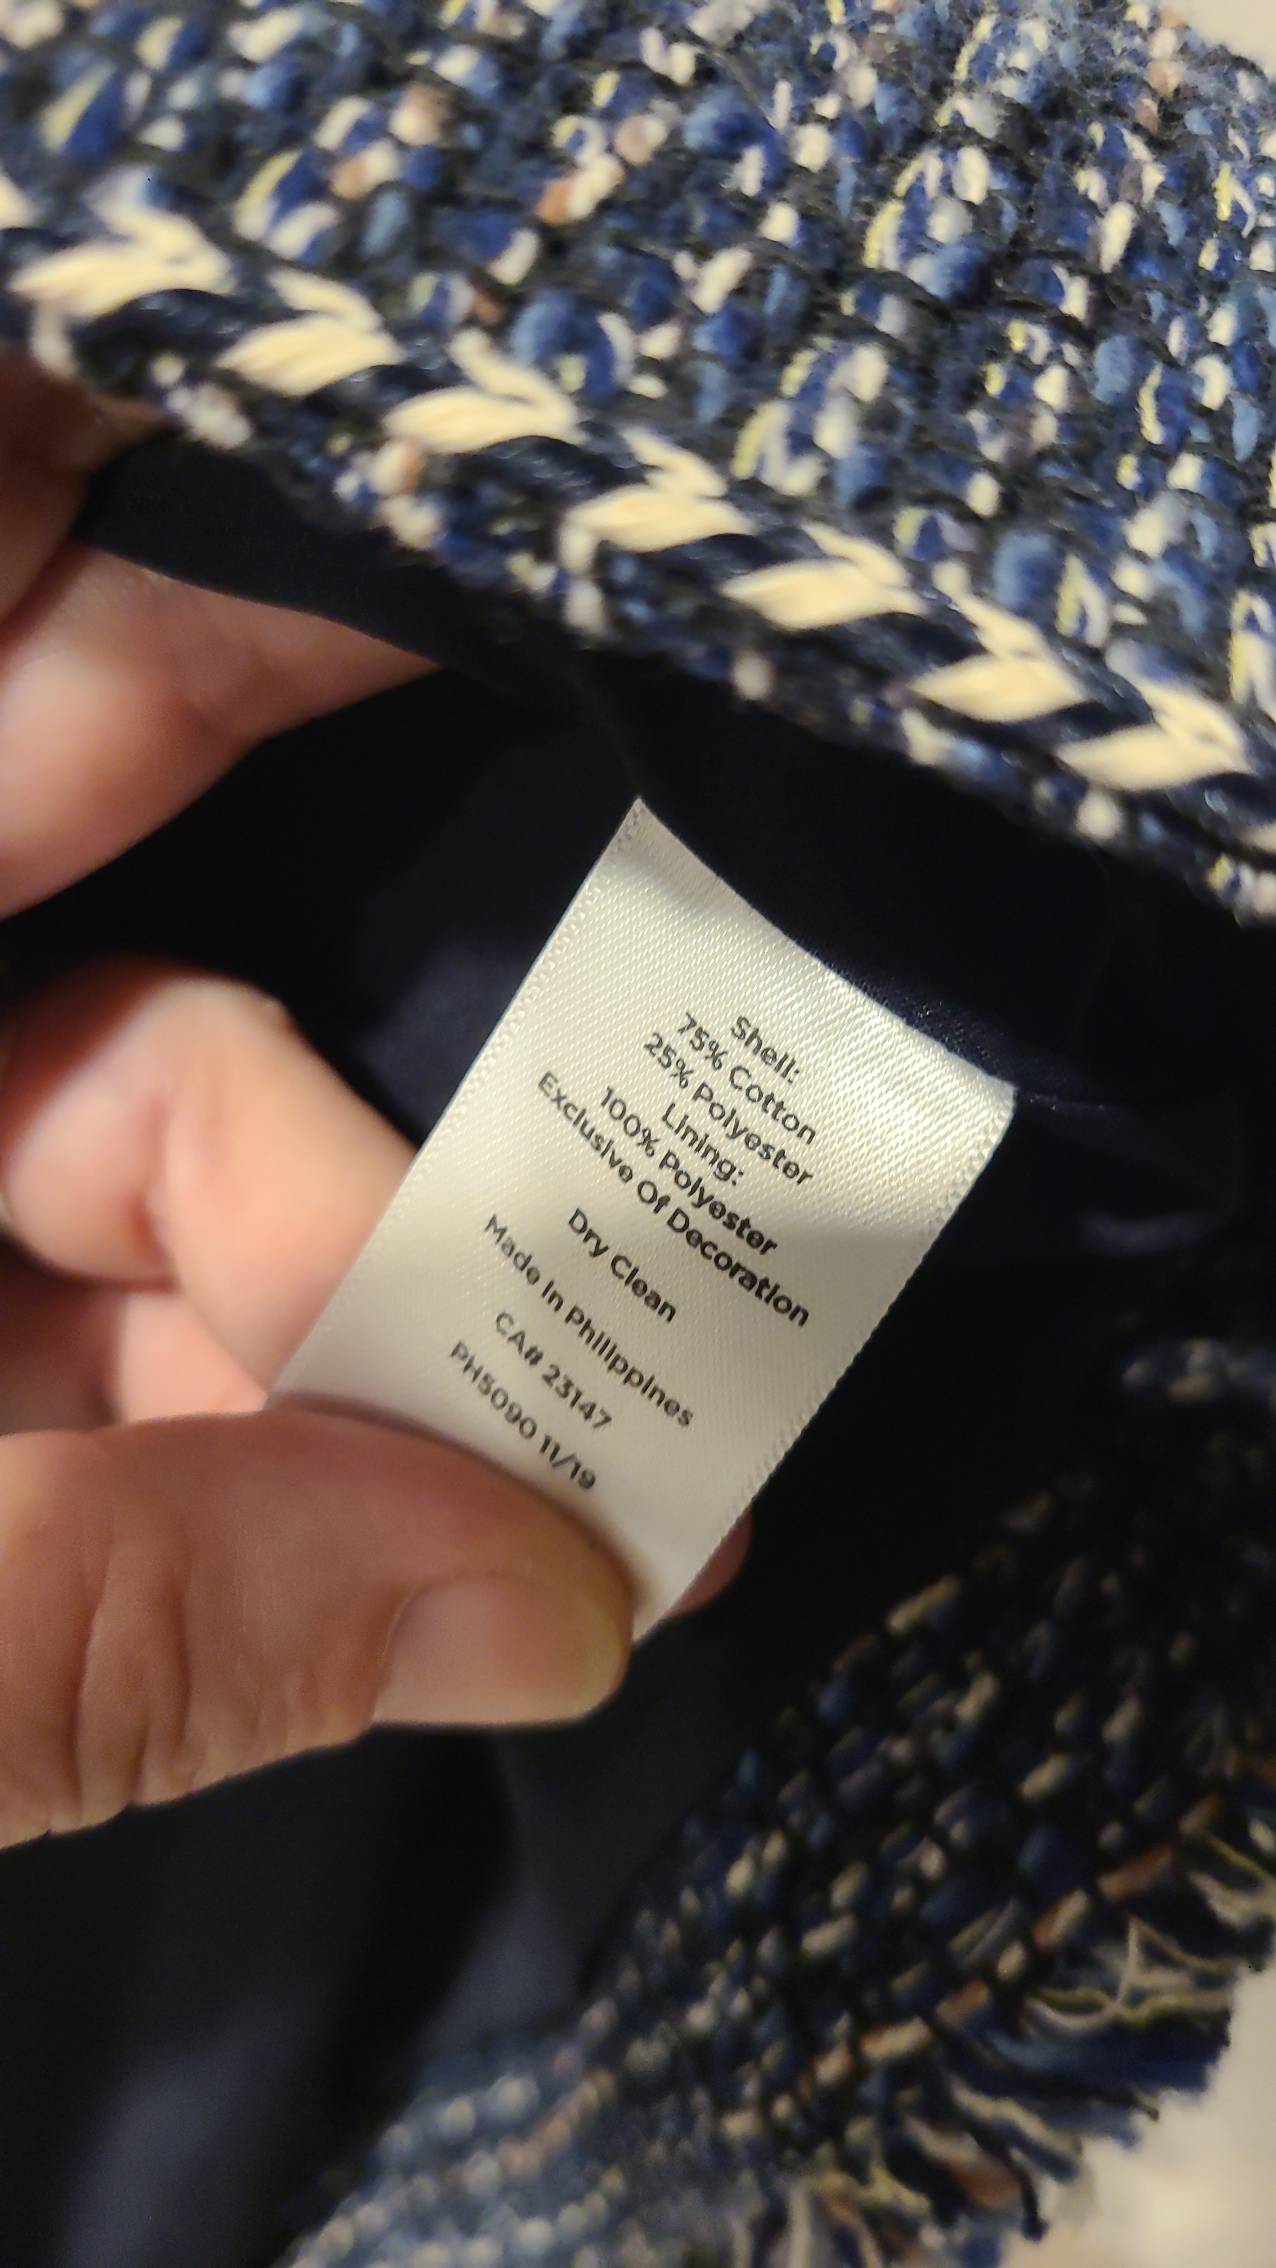 Shell:
75% Cotton
25% Polyester
Lining:
100% Polyester
Exclusive Of Decoration
Dry Clean
Made In Philippines
CA# 23147
PH5090 11/19